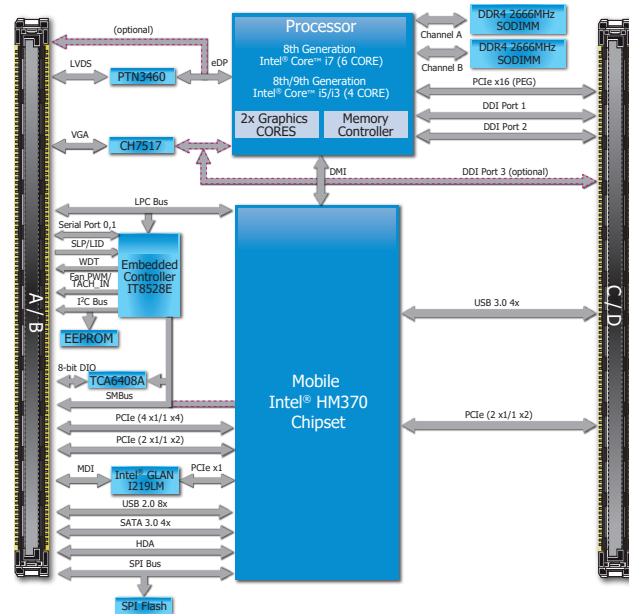 (optional)
LVDS
PTN3460
eDP
VGA
CH7517
Processor
8th Generation
Intel® Core™ i7 (6 CORE)
8th/9th Generation
Intel® Core™ i5/i3 (4 CORE)
2x Graphics
CORES
Memory
Controller
DDR4 2666MHz
SODIMM
Channel A
DDR4 2666MHz
SODIMM
Channel B
PCIe x16 (PEG)
DDI Port 1
DDI Port 2
DMI
DDI Port 3 (optional)
LPC Bus
Serial Port 0,1
SLP/LID
WDT
Fan PWM/
TACH_IN
I²C Bus
Embedded
Controller
IT8528E
EEPROM
8-bit DIO
TCA6408A
SMBus
PCIe (4 x1/1 x4)
PCIe (2 x1/1 x2)
MDI
Intel® GLAN
I219LM
PCIe x1
USB 2.0 8x
SATA 3.0 4x
HDA
SPI Bus
SPI Flash
Mobile
Intel® HM370
Chipset
USB 3.0 4x
PCIe (2 x1/1 x2)
A / B
C / D